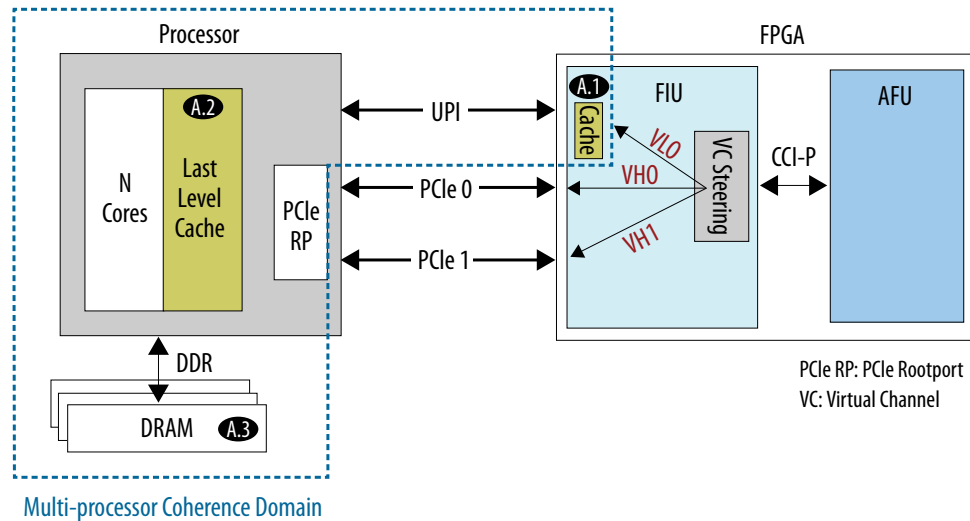 Processor
FPGA
A.2
N
Cores
Last
Level
Cache
PCIe
RP
UPI
PCIe 0
PCIe 1
A.1
Cache
FIU
VL0
VH0
VH1
VC Steering
CCI-P
AFU
DDR
DRAM
A.3
PCIe RP: PCIe Rootport
VC: Virtual Channel
Multi-processor Coherence Domain